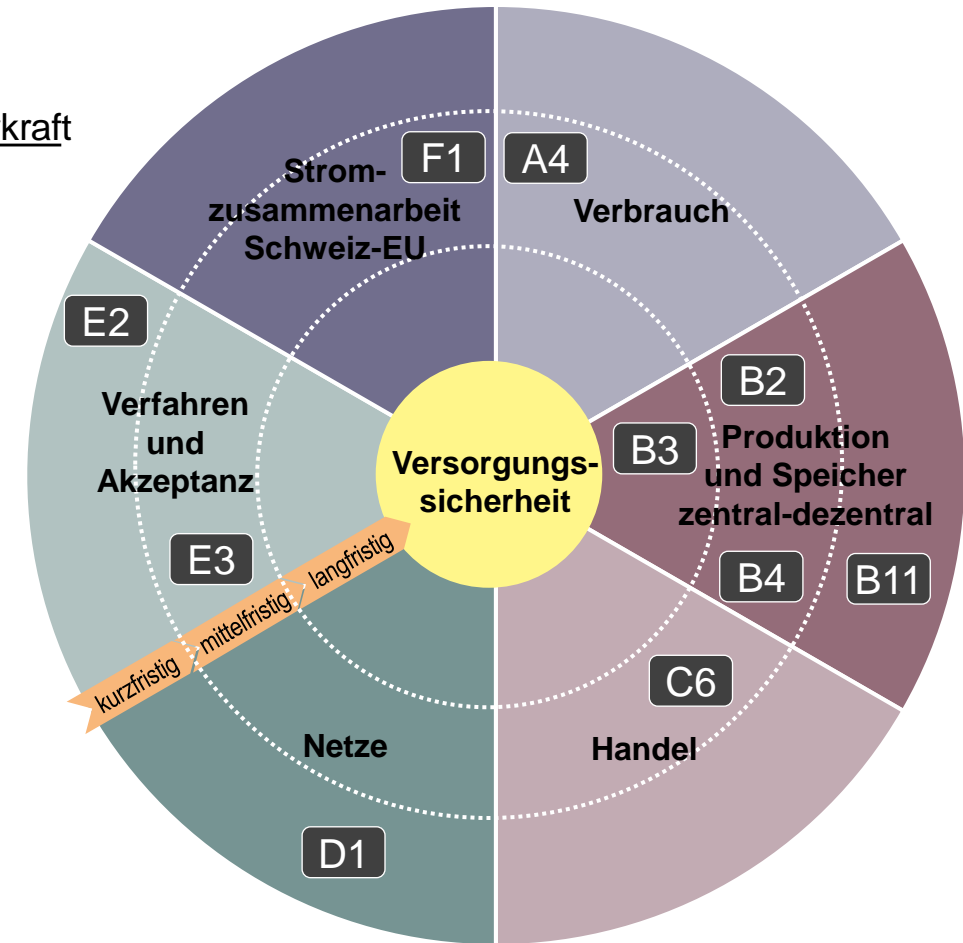 kraft
F1
A4
Strom-
zusammenarbeit
Schweiz-EU
Verbrauch
E2
Verfahren
und
Akzeptanz
E3
B2
B3
Produktion
und Speicher
zentral-dezentral
B4
B11
Versorgungs-
sicherheit
kurzfristig
mittelfristig
langfristig
C6
Netze
Handel
D1